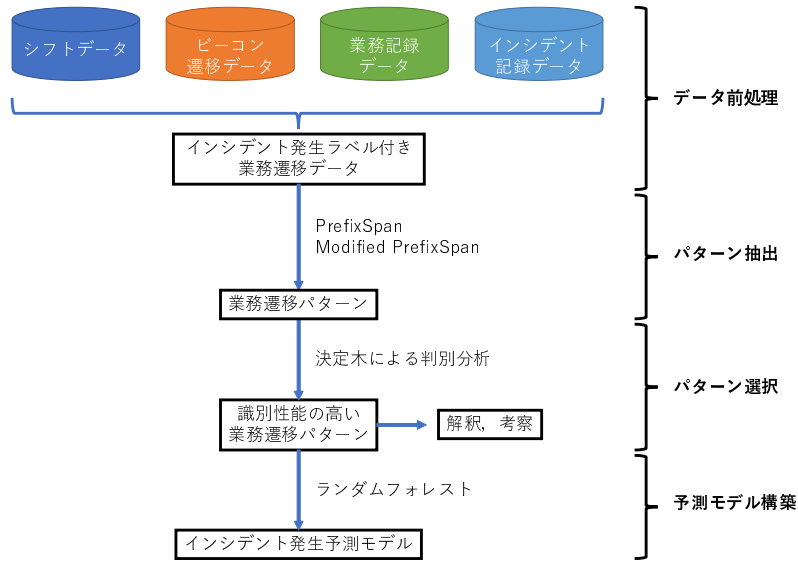 シフトデータ
ビーコン
遷移データ
業務記録
データ
インシデント
記録データ
データ前処理
インシデント発生ラベル付き
業務遷移データ
PrefixSpan
Modified PrefixSpan
パターン抽出
業務遷移パターン
決定木による判別分析
パターン選択
識別性能の高い
業務遷移パターン
解釈，考察
ランダムフォレスト
予測モデル構築
インシデント発生予測モデル